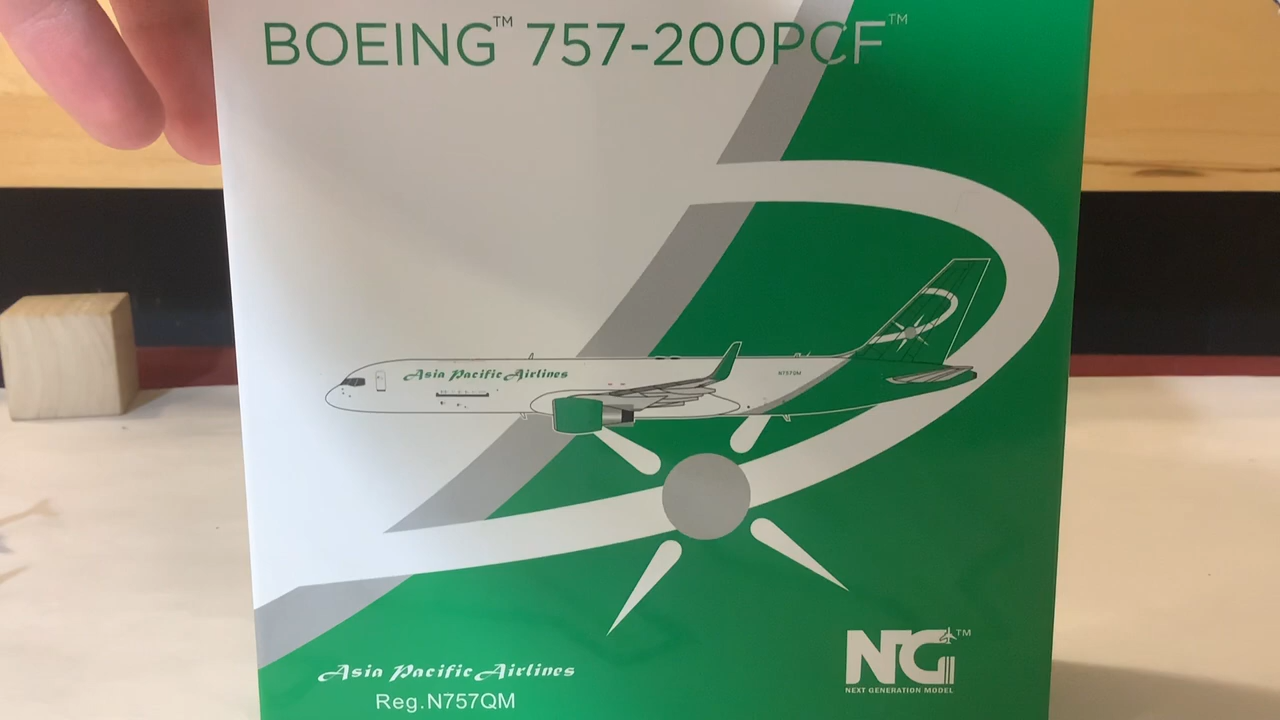 BOEING™ 757-200PCF™
Asia Pacific Airlines
N757QM
Asia Pacific Airlines
Reg.N757QM
NG™
NEXT GENERATION MODEL